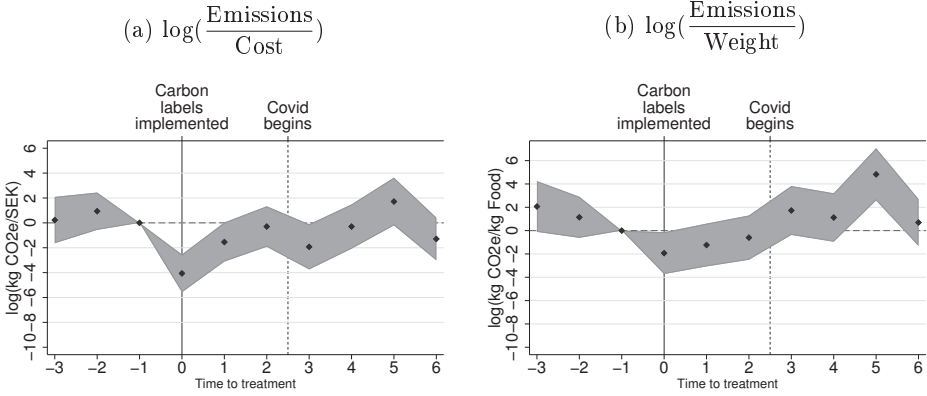 (a) log(Emissions/Cost)
Carbon
labels
implemented
Covid
begins
log(kg CO2e/SEK)
6
4
2
0
−2
−4
−6
−8
−10
−3 −2 −1 0 1 2 3 4 5 6
Time to treatment
(b) log(Emissions/Weight)
Carbon
labels
implemented
Covid
begins
log(kg CO2e/kg Food)
6
4
2
0
−2
−4
−6
−8
−10
−3 −2 −1 0 1 2 3 4 5 6
Time to treatment